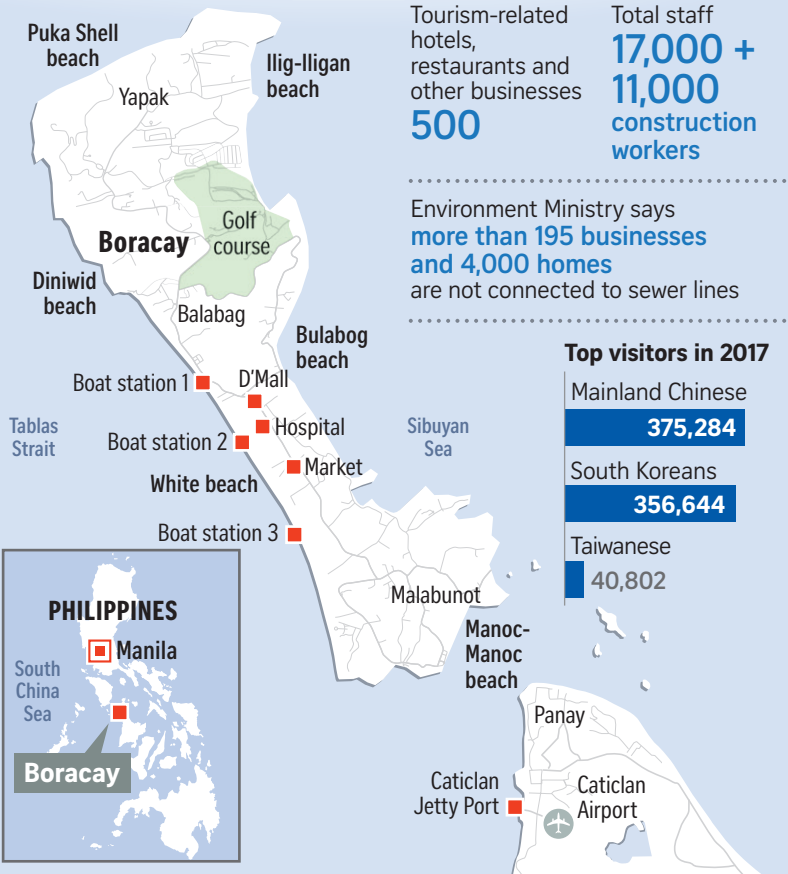 Tourism-related
hotels,
restaurants and
other businesses
500
Total staff
17,000 +
11,000
construction
workers
Environment Ministry says
more than 195 businesses
and 4,000 homes
are not connected to sewer lines
Top visitors in 2017
Mainland Chinese
375,284
South Koreans
356,644
Taiwanese
40,802
Puka Shell
beach
Ilig-Iligan
beach
Yapak
Golf
course
Boracay
Diniwid
beach
Balabag
Bulabog
beach
Boat station 1
D'Mall
Tablas
Strait
Hospital
Sibuyan
Sea
Boat station 2
Market
White beach
Boat station 3
Malabunot
Manoc-
Manoc
beach
PHILIPPINES
Manila
South
China
Sea
Boracay
Panay
Caticlan
Jetty Port
Caticlan
Airport